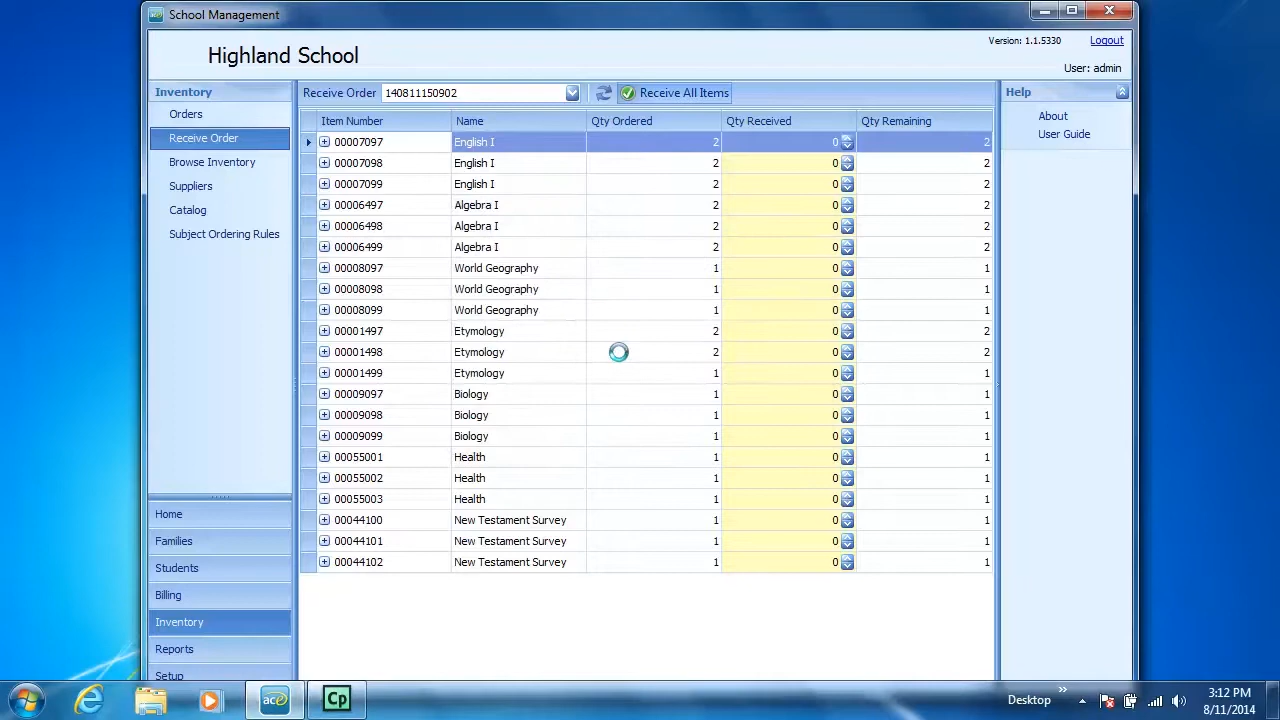 School Management
Highland School
Version: 1.1.5330 Logout
User: admin
Inventory
Orders
Receive Order
Browse Inventory
Suppliers
Catalog
Subject Ordering Rules
Home
Families
Students
Billing
Inventory
Reports
Setup
Receive Order 140811150902 Receive All Items
Item Number Name Qty Ordered Qty Received Qty Remaining
00007097 English I 2 0 2
00007098 English I 2 0 2
00007099 English I 2 0 2
00006497 Algebra I 2 0 2
00006498 Algebra I 2 0 2
00006499 Algebra I 2 0 2
00008097 World Geography 1 0 1
00008098 World Geography 1 0 1
00008099 World Geography 1 0 1
00001497 Etymology 2 0 2
00001498 Etymology 2 0 2
00001499 Etymology 1 0 1
00009097 Biology 1 0 1
00009098 Biology 1 0 1
00009099 Biology 1 0 1
00055001 Health 1 0 1
00055002 Health 1 0 1
00055003 Health 1 0 1
00044100 New Testament Survey 1 0 1
00044101 New Testament Survey 1 0 1
00044102 New Testament Survey 1 0 1
Help
About
User Guide
ace
Cp
Desktop
3:12 PM
8/11/2014